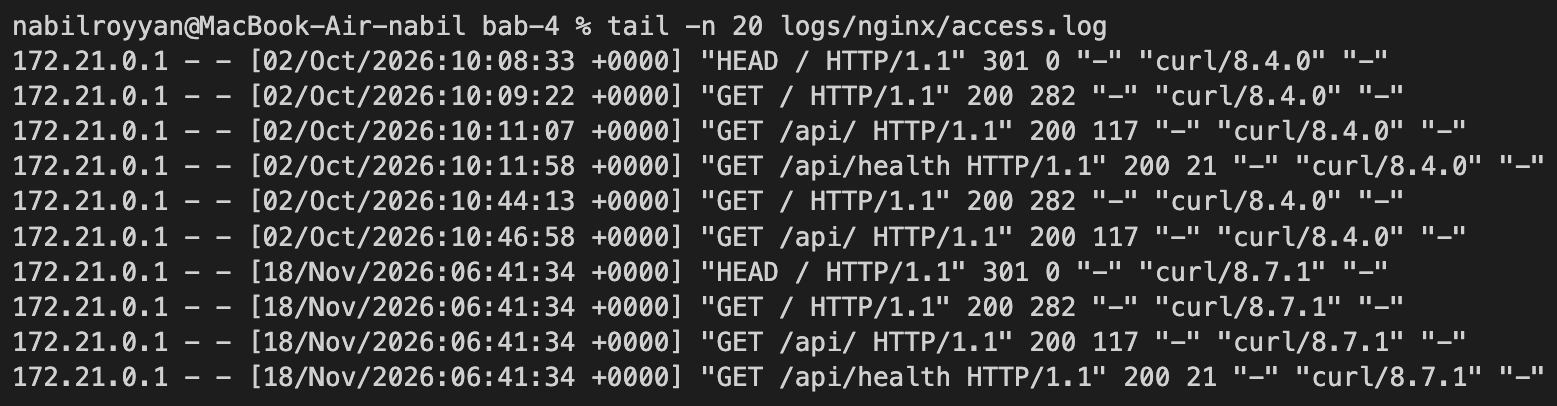 nabilroyyan@MacBook-Air-nabil bab-4 % tail -n 20 logs/nginx/access.log
172.21.0.1 - - [02/Oct/2026:10:08:33 +0000] "HEAD / HTTP/1.1" 301 0 "-" "curl/8.4.0" "-"
172.21.0.1 - - [02/Oct/2026:10:09:22 +0000] "GET / HTTP/1.1" 200 282 "-" "curl/8.4.0" "-"
172.21.0.1 - - [02/Oct/2026:10:11:07 +0000] "GET /api/ HTTP/1.1" 200 117 "-" "curl/8.4.0" "-"
172.21.0.1 - - [02/Oct/2026:10:11:58 +0000] "GET /api/health HTTP/1.1" 200 21 "-" "curl/8.4.0" "-"
172.21.0.1 - - [02/Oct/2026:10:44:13 +0000] "GET / HTTP/1.1" 200 282 "-" "curl/8.4.0" "-"
172.21.0.1 - - [02/Oct/2026:10:46:58 +0000] "GET /api/ HTTP/1.1" 200 117 "-" "curl/8.4.0" "-"
172.21.0.1 - - [18/Nov/2026:06:41:34 +0000] "HEAD / HTTP/1.1" 301 0 "-" "curl/8.7.1" "-"
172.21.0.1 - - [18/Nov/2026:06:41:34 +0000] "GET / HTTP/1.1" 200 282 "-" "curl/8.7.1" "-"
172.21.0.1 - - [18/Nov/2026:06:41:34 +0000] "GET /api/ HTTP/1.1" 200 117 "-" "curl/8.7.1" "-"
172.21.0.1 - - [18/Nov/2026:06:41:34 +0000] "GET /api/health HTTP/1.1" 200 21 "-" "curl/8.7.1" "-"